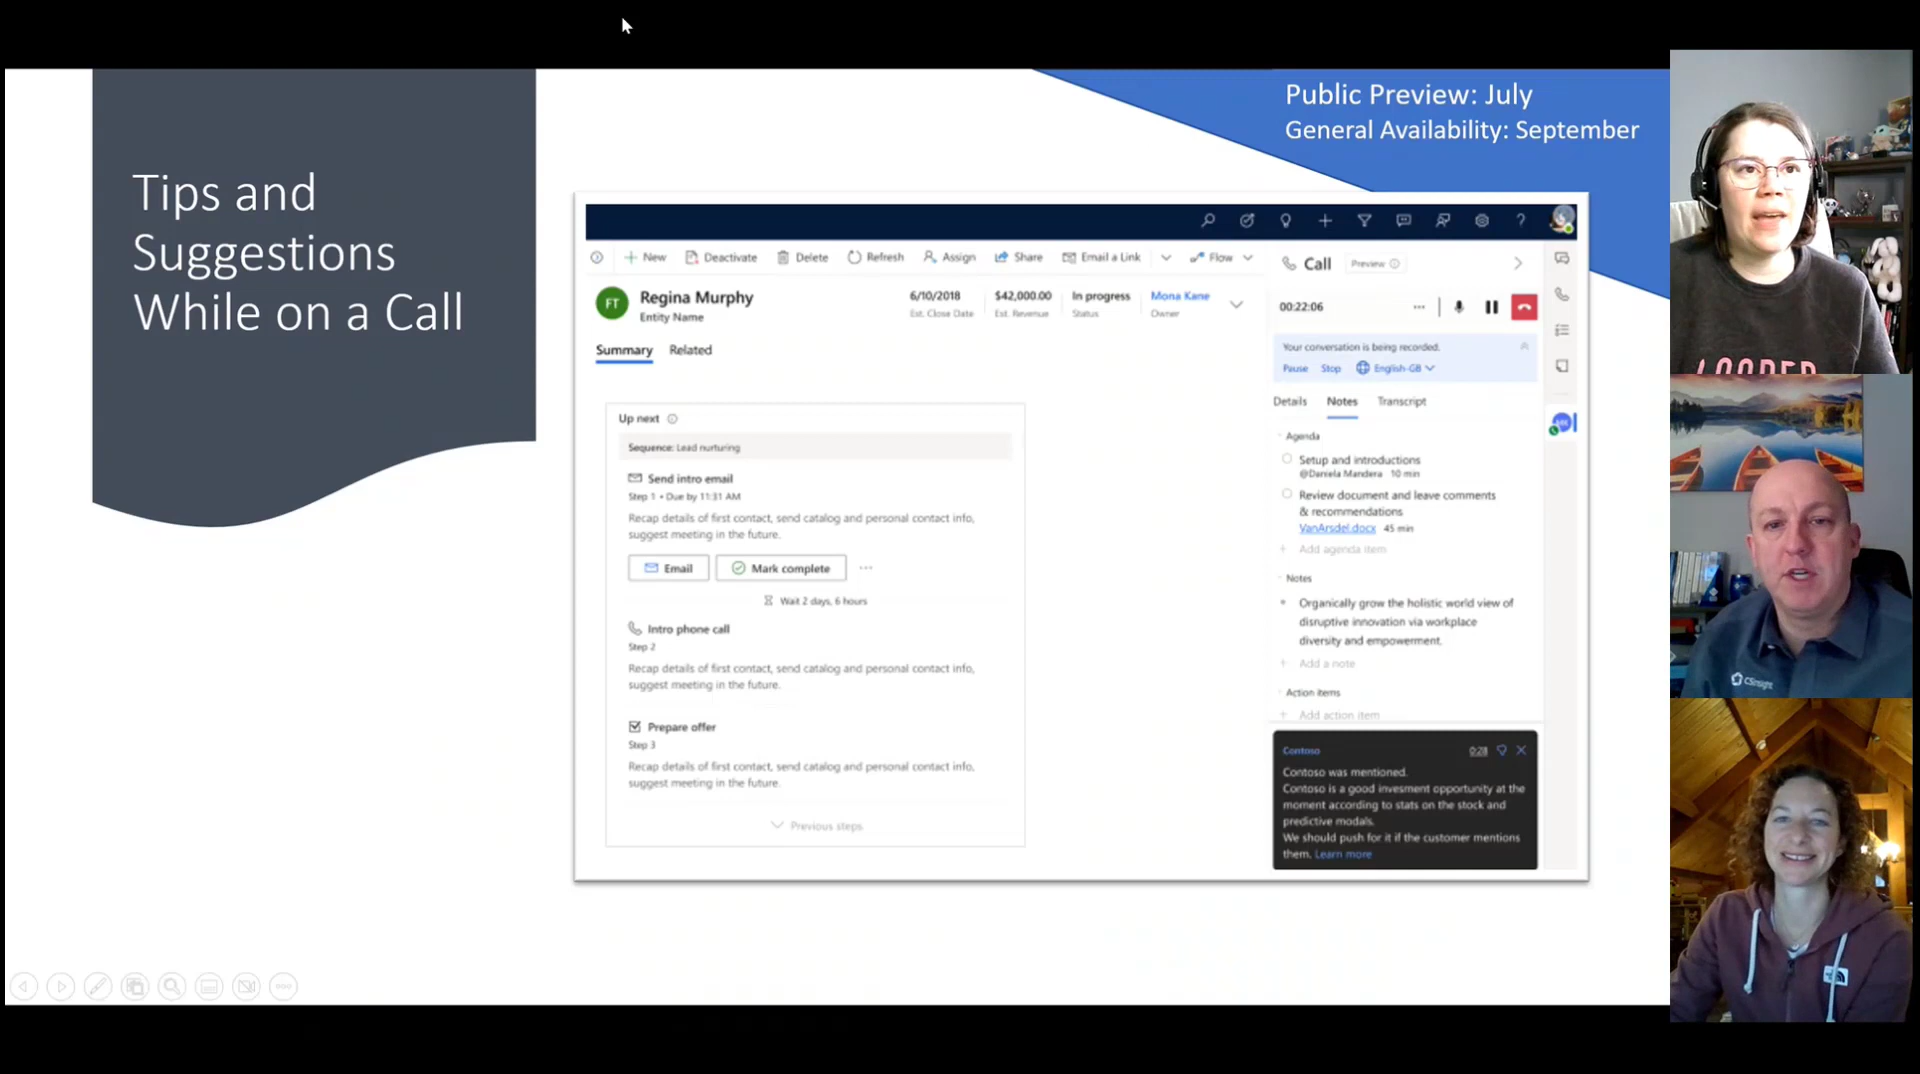 Public Preview: July
General Availability: September
Tips and
Suggestions
While on a Call
New
Deactivate
Delete
Refresh
Assign
Share
Email a Link
Flow
Call
Preview
FT
Regina Murphy
Entity Name
6/10/2018
Est. Close Date
$42,000.00
Est. Revenue
In progress
Status
Mona Kane
Owner
00:22:06
Summary
Related
Your conversation is being recorded.
Pause
Stop
English-GB
Details
Notes
Transcript
Up next
Sequence: Lead nurturing
Send intro email
Step 1 • Due by 11:31 AM
Recap details of first contact, send catalog and personal contact info,
suggest meeting in the future.
Email
Mark complete
Wait 2 days, 6 hours
Intro phone call
Step 2
Recap details of first contact, send catalog and personal contact info,
suggest meeting in the future.
Prepare offer
Step 3
Recap details of first contact, send catalog and personal contact info,
suggest meeting in the future.
Previous steps
Agenda
Setup and introductions
@Daniela Mandera 10 min
Review document and leave comments
& recommendations
VanArsdel.docx 45 min
Add agenda item
Notes
Organically grow the holistic world view of
disruptive innovation via workplace
diversity and empowerment.
Add a note
Action items
Add action item
Contoso
0:28
Contoso was mentioned.
Contoso is a good invesment opportunity at the
moment according to stats on the stock and
predictive modals.
We should push for it if the customer mentions
them. Learn more
CSinsight